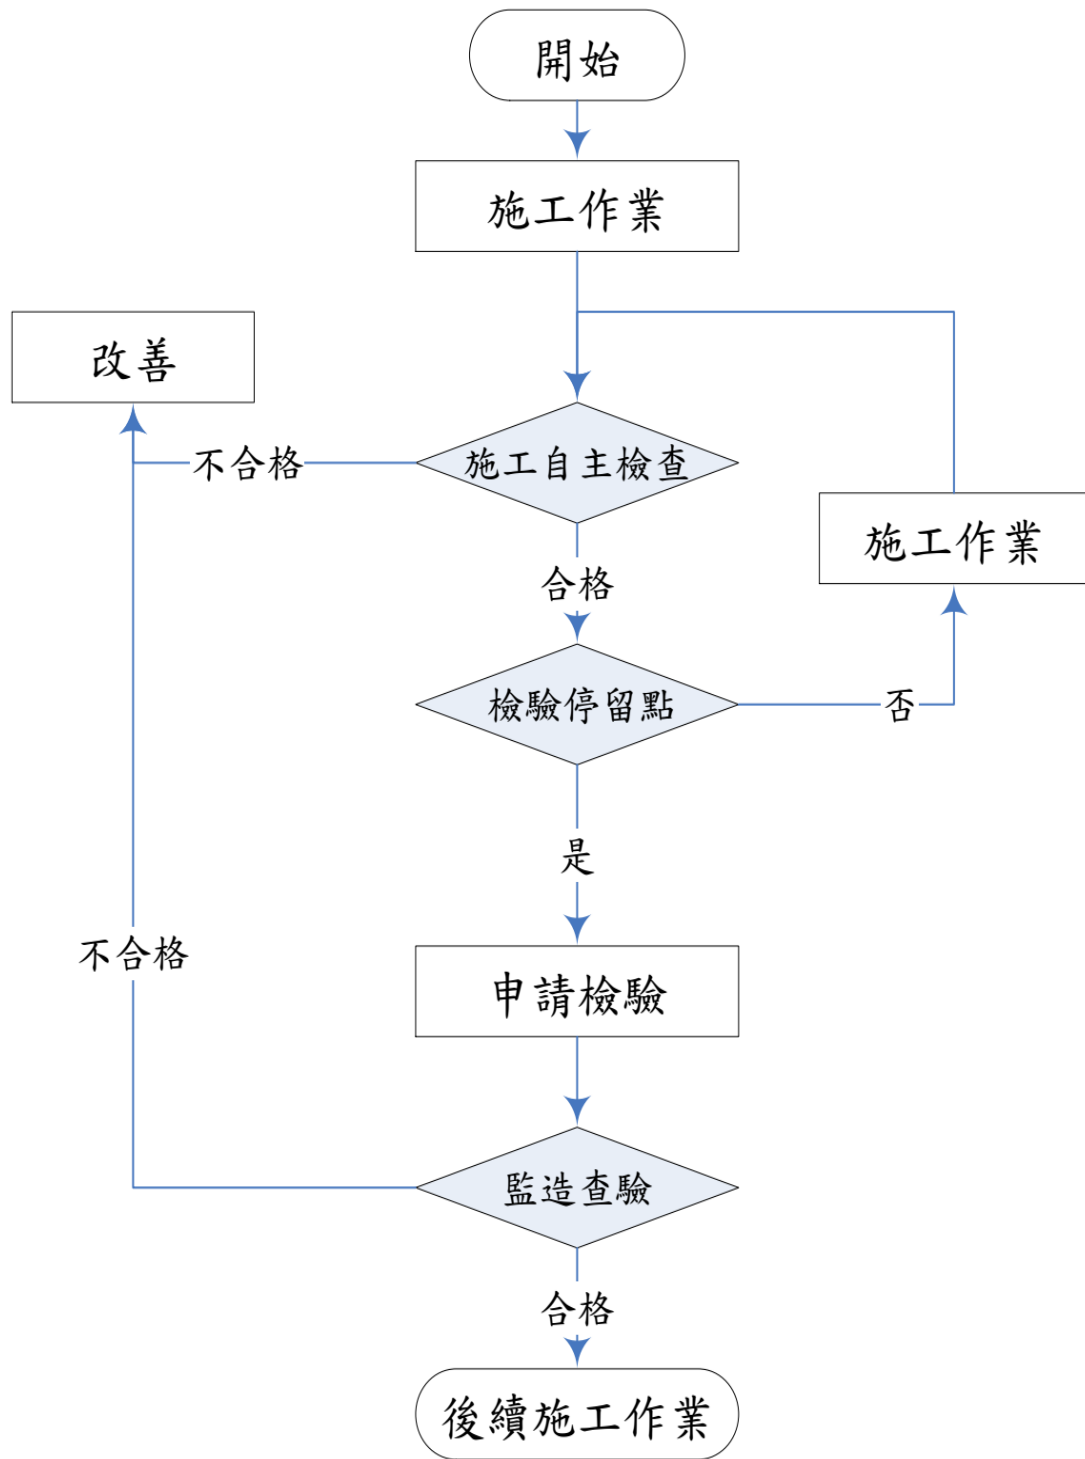 開始
施工作業
改善
不合格
施工自主檢查
施工作業
合格
檢驗停留點
否
是
不合格
申請檢驗
監造查驗
合格
後續施工作業